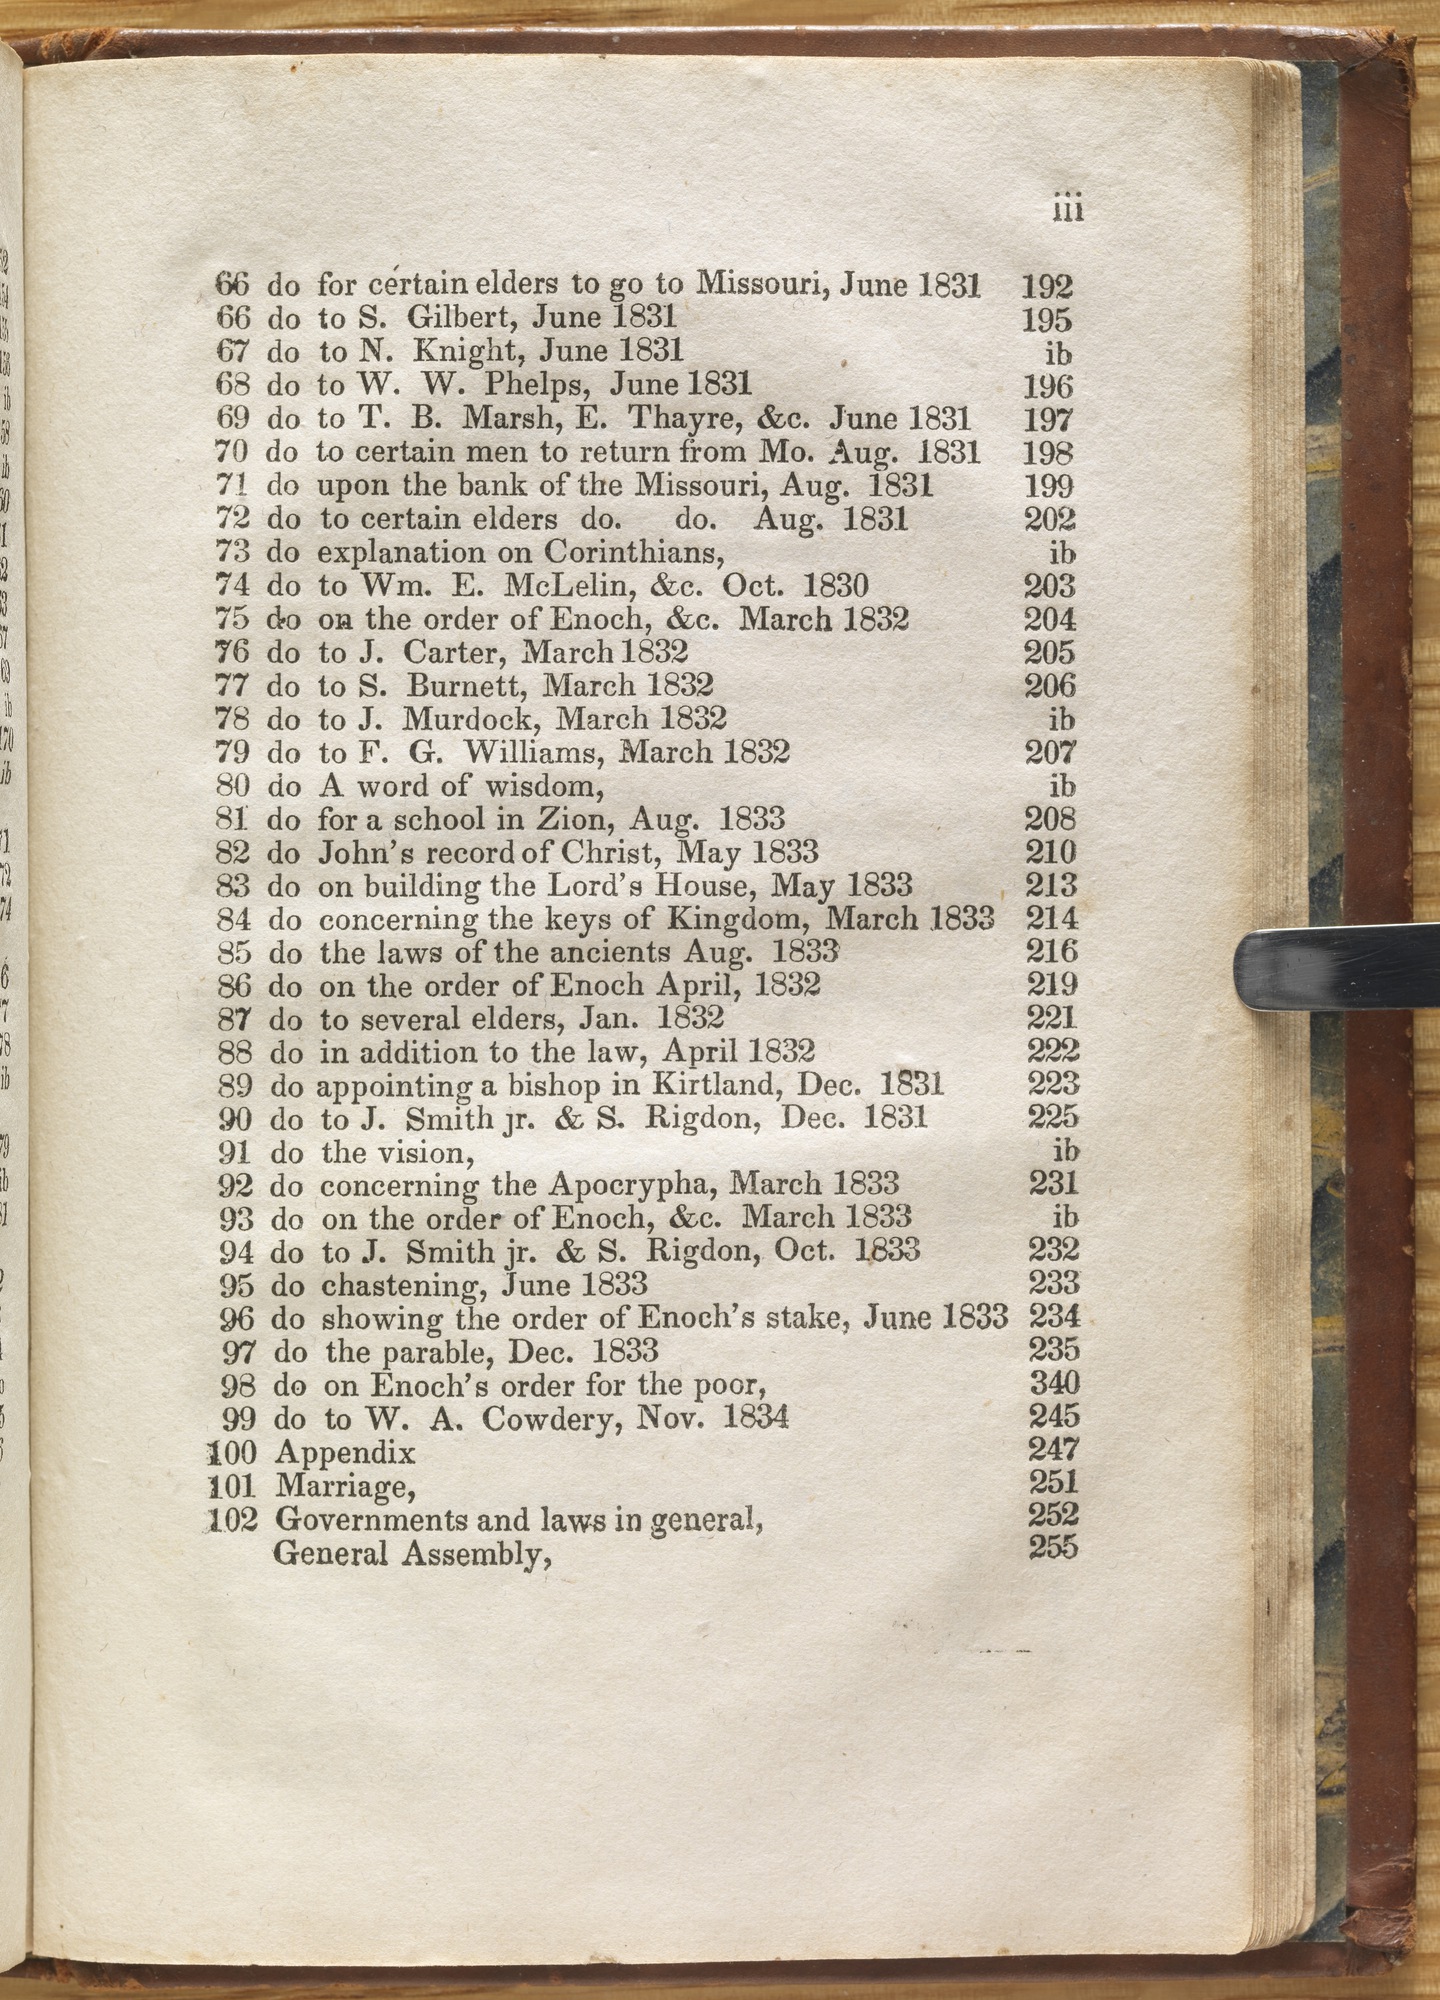 iii
66 do for certain elders to go to Missouri, June 1831 192
66 do to S. Gilbert, June 1831 195
67 do to N. Knight, June 1831 ib
68 do to W. W. Phelps, June 1831 196
69 do to T. B. Marsh, E. Thayre, &c. June 1831 197
70 do to certain men to return from Mo. Aug. 1831 198
71 do upon the bank of the Missouri, Aug. 1831 199
72 do to certain elders do. do. Aug. 1831 202
73 do explanation on Corinthians, ib
74 do to Wm. E. McLelin, &c. Oct. 1830 203
75 do on the order of Enoch, &c. March 1832 204
76 do to J. Carter, March 1832 205
77 do to S. Burnett, March 1832 206
78 do to J. Murdock, March 1832 ib
79 do to F. G. Williams, March 1832 207
80 do A word of wisdom, ib
81 do for a school in Zion, Aug. 1833 208
82 do John's record of Christ, May 1833 210
83 do on building the Lord's House, May 1833 213
84 do concerning the keys of Kingdom, March 1833 214
85 do the laws of the ancients Aug. 1833 216
86 do on the order of Enoch April, 1832 219
87 do to several elders, Jan. 1832 221
88 do in addition to the law, April 1832 222
89 do appointing a bishop in Kirtland, Dec. 1831 223
90 do to J. Smith jr. & S. Rigdon, Dec. 1831 225
91 do the vision, ib
92 do concerning the Apocrypha, March 1833 231
93 do on the order of Enoch, &c. March 1833 ib
94 do to J. Smith jr. & S. Rigdon, Oct. 1833 232
95 do chastening, June 1833 233
96 do showing the order of Enoch's stake, June 1833 234
97 do the parable, Dec. 1833 235
98 do on Enoch's order for the poor, 340
99 do to W. A. Cowdery, Nov. 1834 245
100 Appendix 247
101 Marriage, 251
102 Governments and laws in general, 252
General Assembly, 255